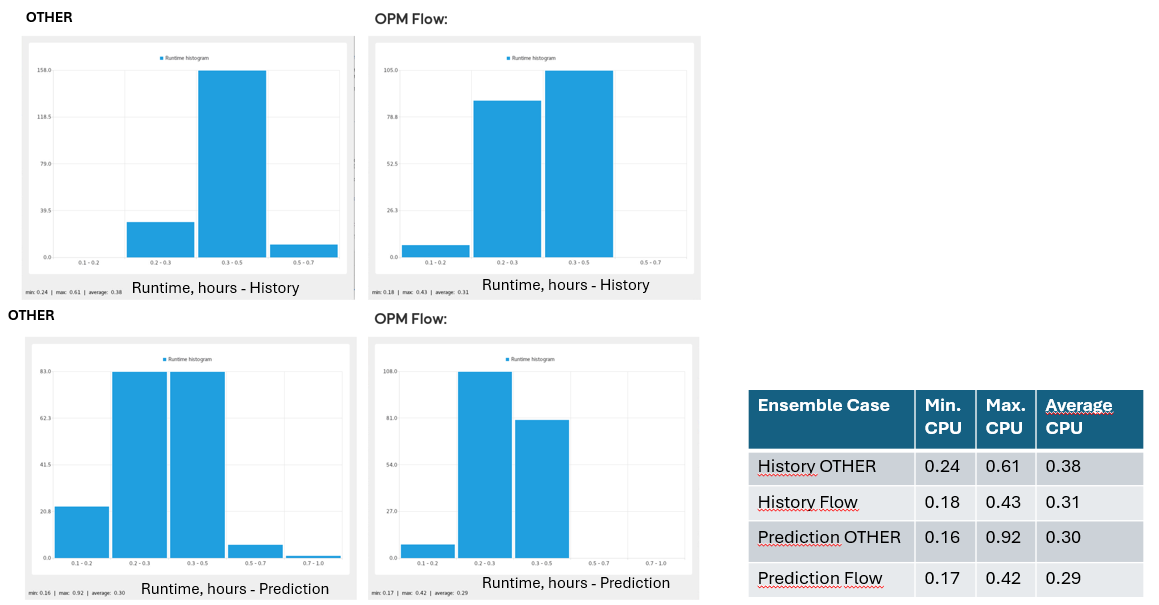 OTHER
OPM Flow:
Runtime histogram
158.0
118.5
79.0
39.5
0.0
0.1 - 0.2
0.2 - 0.3
0.3 - 0.5
0.5 - 0.7
min: 0.24 | max: 0.61 | average: 0.38
Runtime, hours - History
Runtime histogram
105.0
78.8
52.5
26.3
0.0
0.1 - 0.2
0.2 - 0.3
0.3 - 0.5
0.5 - 0.7
min: 0.18 | max: 0.43 | average: 0.31
Runtime, hours - History
OTHER
OPM Flow:
Runtime histogram
83.0
62.3
41.5
20.8
0.0
0.1 - 0.2
0.2 - 0.3
0.3 - 0.5
0.5 - 0.7
0.7 - 1.0
min: 0.16 | max: 0.92 | average: 0.30
Runtime, hours - Prediction
Runtime histogram
108.0
81.0
54.0
27.0
0.0
0.1 - 0.2
0.2 - 0.3
0.3 - 0.5
0.5 - 0.7
0.7 - 1.0
min: 0.17 | max: 0.42 | average: 0.29
Runtime, hours - Prediction
Ensemble Case Min. CPU Max. CPU Average CPU
History OTHER 0.24 0.61 0.38
History Flow 0.18 0.43 0.31
Prediction OTHER 0.16 0.92 0.30
Prediction Flow 0.17 0.42 0.29